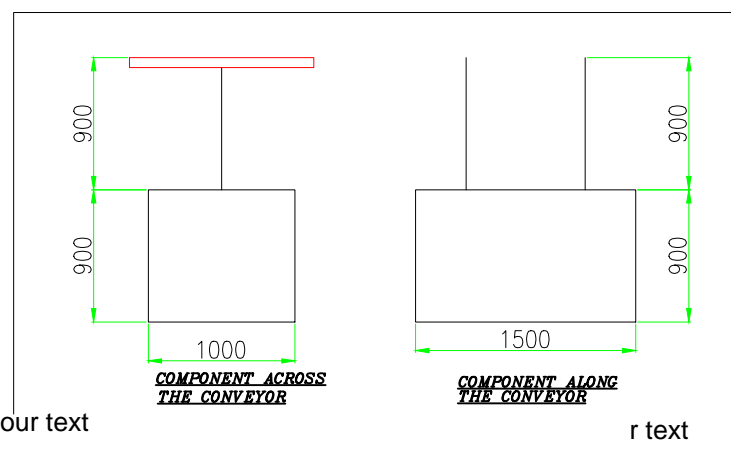 900
900
900
900
1000
1500
COMPONENT ACROSS
THE CONVEYOR
COMPONENT ALONG
THE CONVEYOR
our text
r text